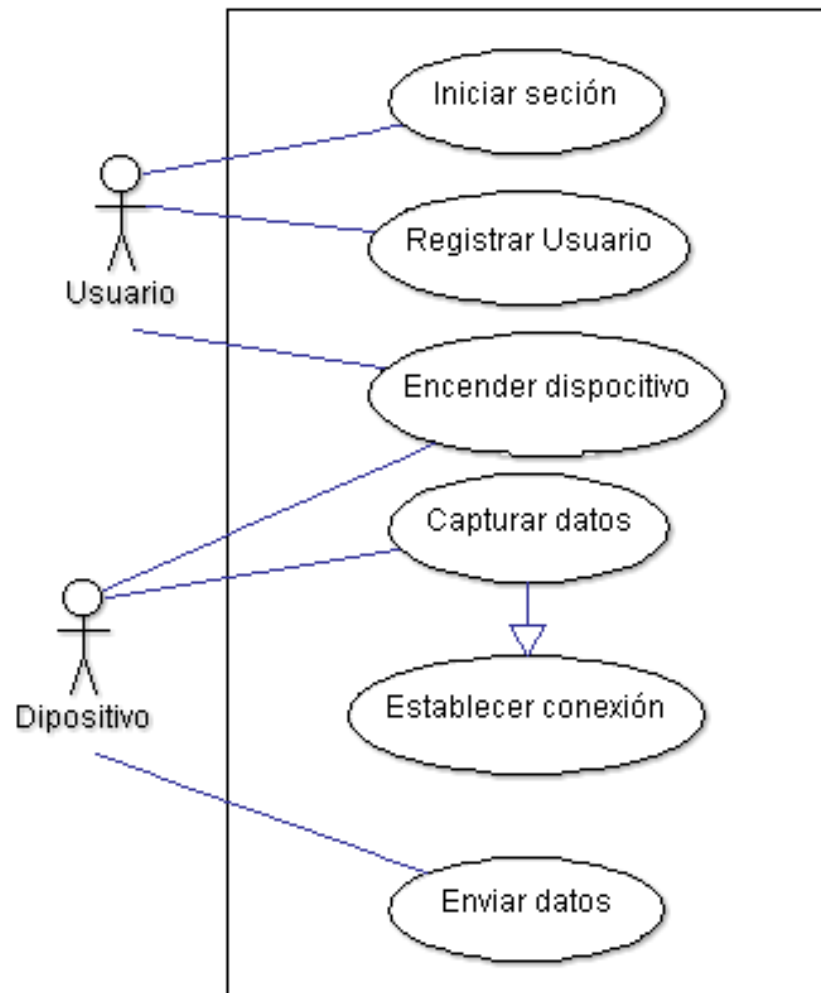 Iniciar seción
Registrar Usuario
Usuario
Encender dispocitivo
Capturar datos
Establecer conexión
Dipositivo
Enviar datos